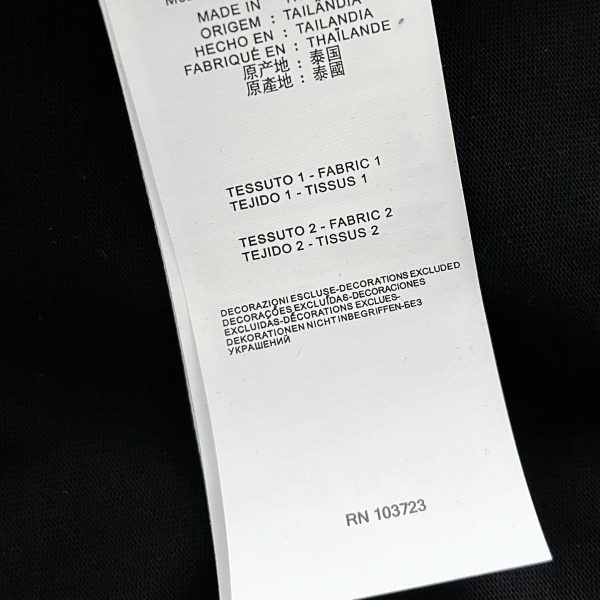 MADE IN
ORIGEM : TAILÂNDIA
HECHO EN : TAILANDIA
FABRIQUÉ EN : THAÏLANDE
原产地 : 泰国
原產地 : 泰國
TESSUTO 1 - FABRIC 1
TEJIDO 1 - TISSUS 1
TESSUTO 2 - FABRIC 2
TEJIDO 2 - TISSUS 2
DECORAZIONI ESCLUSE-DECORATIONS EXCLUDED
DECORAÇÕES EXCLUÍDAS-DECORACIONES
EXCLUIDAS-DÉCORATIONS EXCLUES-
DEKORATIONEN NICHT INBEGRIFFEN-БЕЗ
УКРАШЕНИЙ
RN 103723